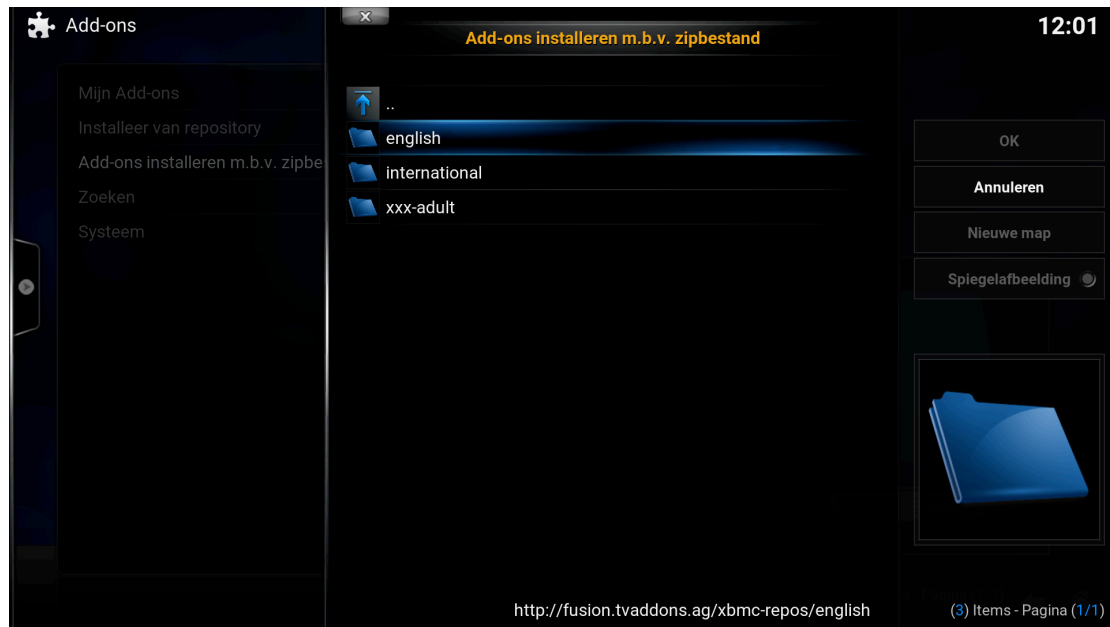 Add-ons
x
Add-ons installeren m.b.v. zipbestand
12:01
Mijn Add-ons
Installeer van repository
Add-ons installeren m.b.v. zipbe
Zoeken
Systeem
..
english
international
xxx-adult
OK
Annuleren
Nieuwe map
Spiegelafbeelding
http://fusion.tvaddons.ag/xbmc-repos/english
(3) Items - Pagina (1/1)